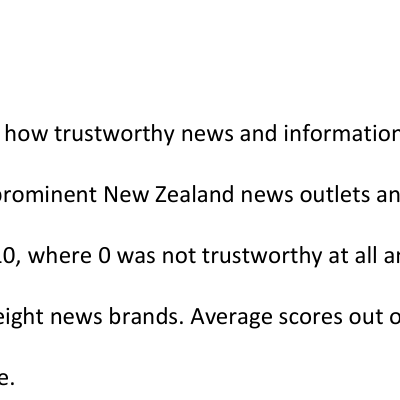 how trustworthy news and information
prominent New Zealand news outlets an
10, where 0 was not trustworthy at all a
eight news brands. Average scores out o
e.